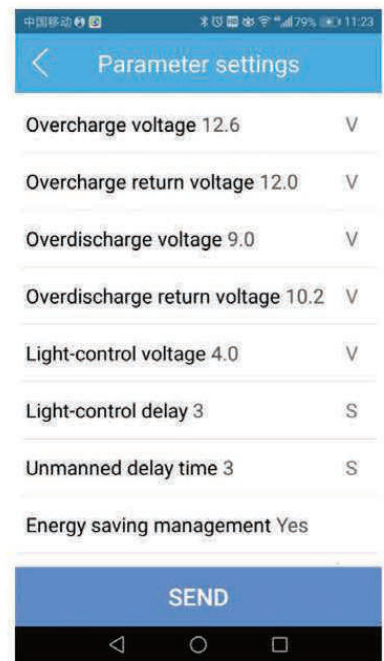 中国移动 79% 11:23
Parameter settings
Overcharge voltage 12.6 V
Overcharge return voltage 12.0 V
Overdischarge voltage 9.0 V
Overdischarge return voltage 10.2 V
Light-control voltage 4.0 V
Light-control delay 3 S
Unmanned delay time 3 S
Energy saving management Yes
SEND